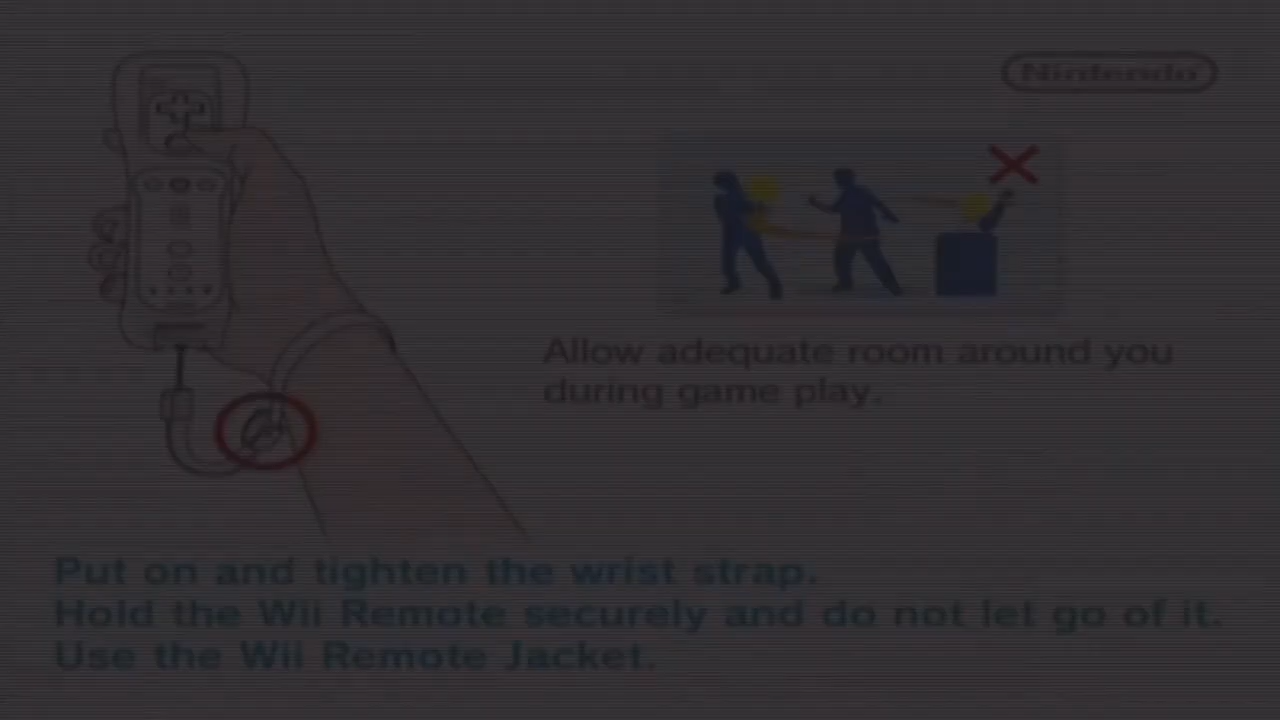 Nintendo
Allow adequate room around you
during game play.
Put on and tighten the wrist strap.
Hold the Wii Remote securely and do not let go of it.
Use the Wii Remote Jacket.